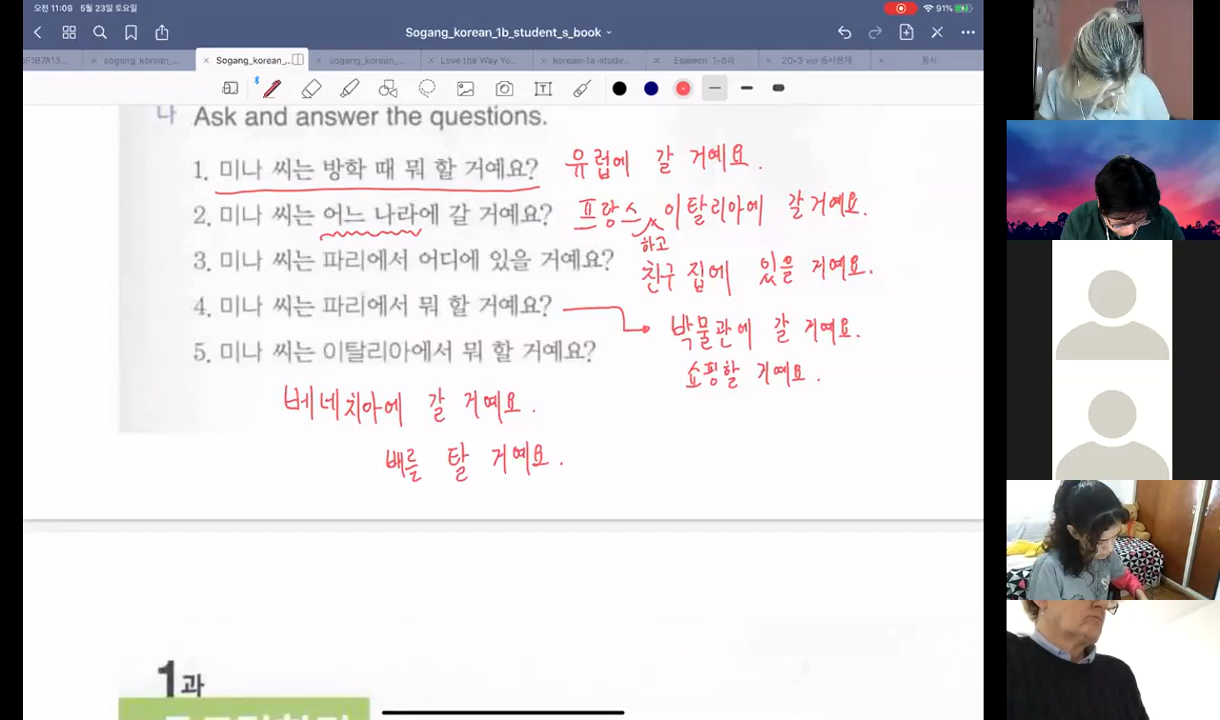 오전 11:09 5월 23일 토요일
91%
Sogang_korean_1b_student_s_book
sogang_korean_... Sogang_korean_... sogang_korean_... Love the Way Yo... korean-1a-stude... 동사
나 Ask and answer the questions.
1. 미나 씨는 방학 때 뭐 할 거예요? 유럽에 갈 거예요.
2. 미나 씨는 어느 나라에 갈 거예요? 프랑스 이탈리아에 갈거예요.
하고
3. 미나 씨는 파리에서 어디에 있을 거예요? 친구 집에 있을 거예요.
4. 미나 씨는 파리에서 뭐 할 거예요? 박물관에 갈 거예요.
쇼핑할 거예요.
5. 미나 씨는 이탈리아에서 뭐 할 거예요?
베네치아에 갈 거예요.
배를 탈 거예요.
1과